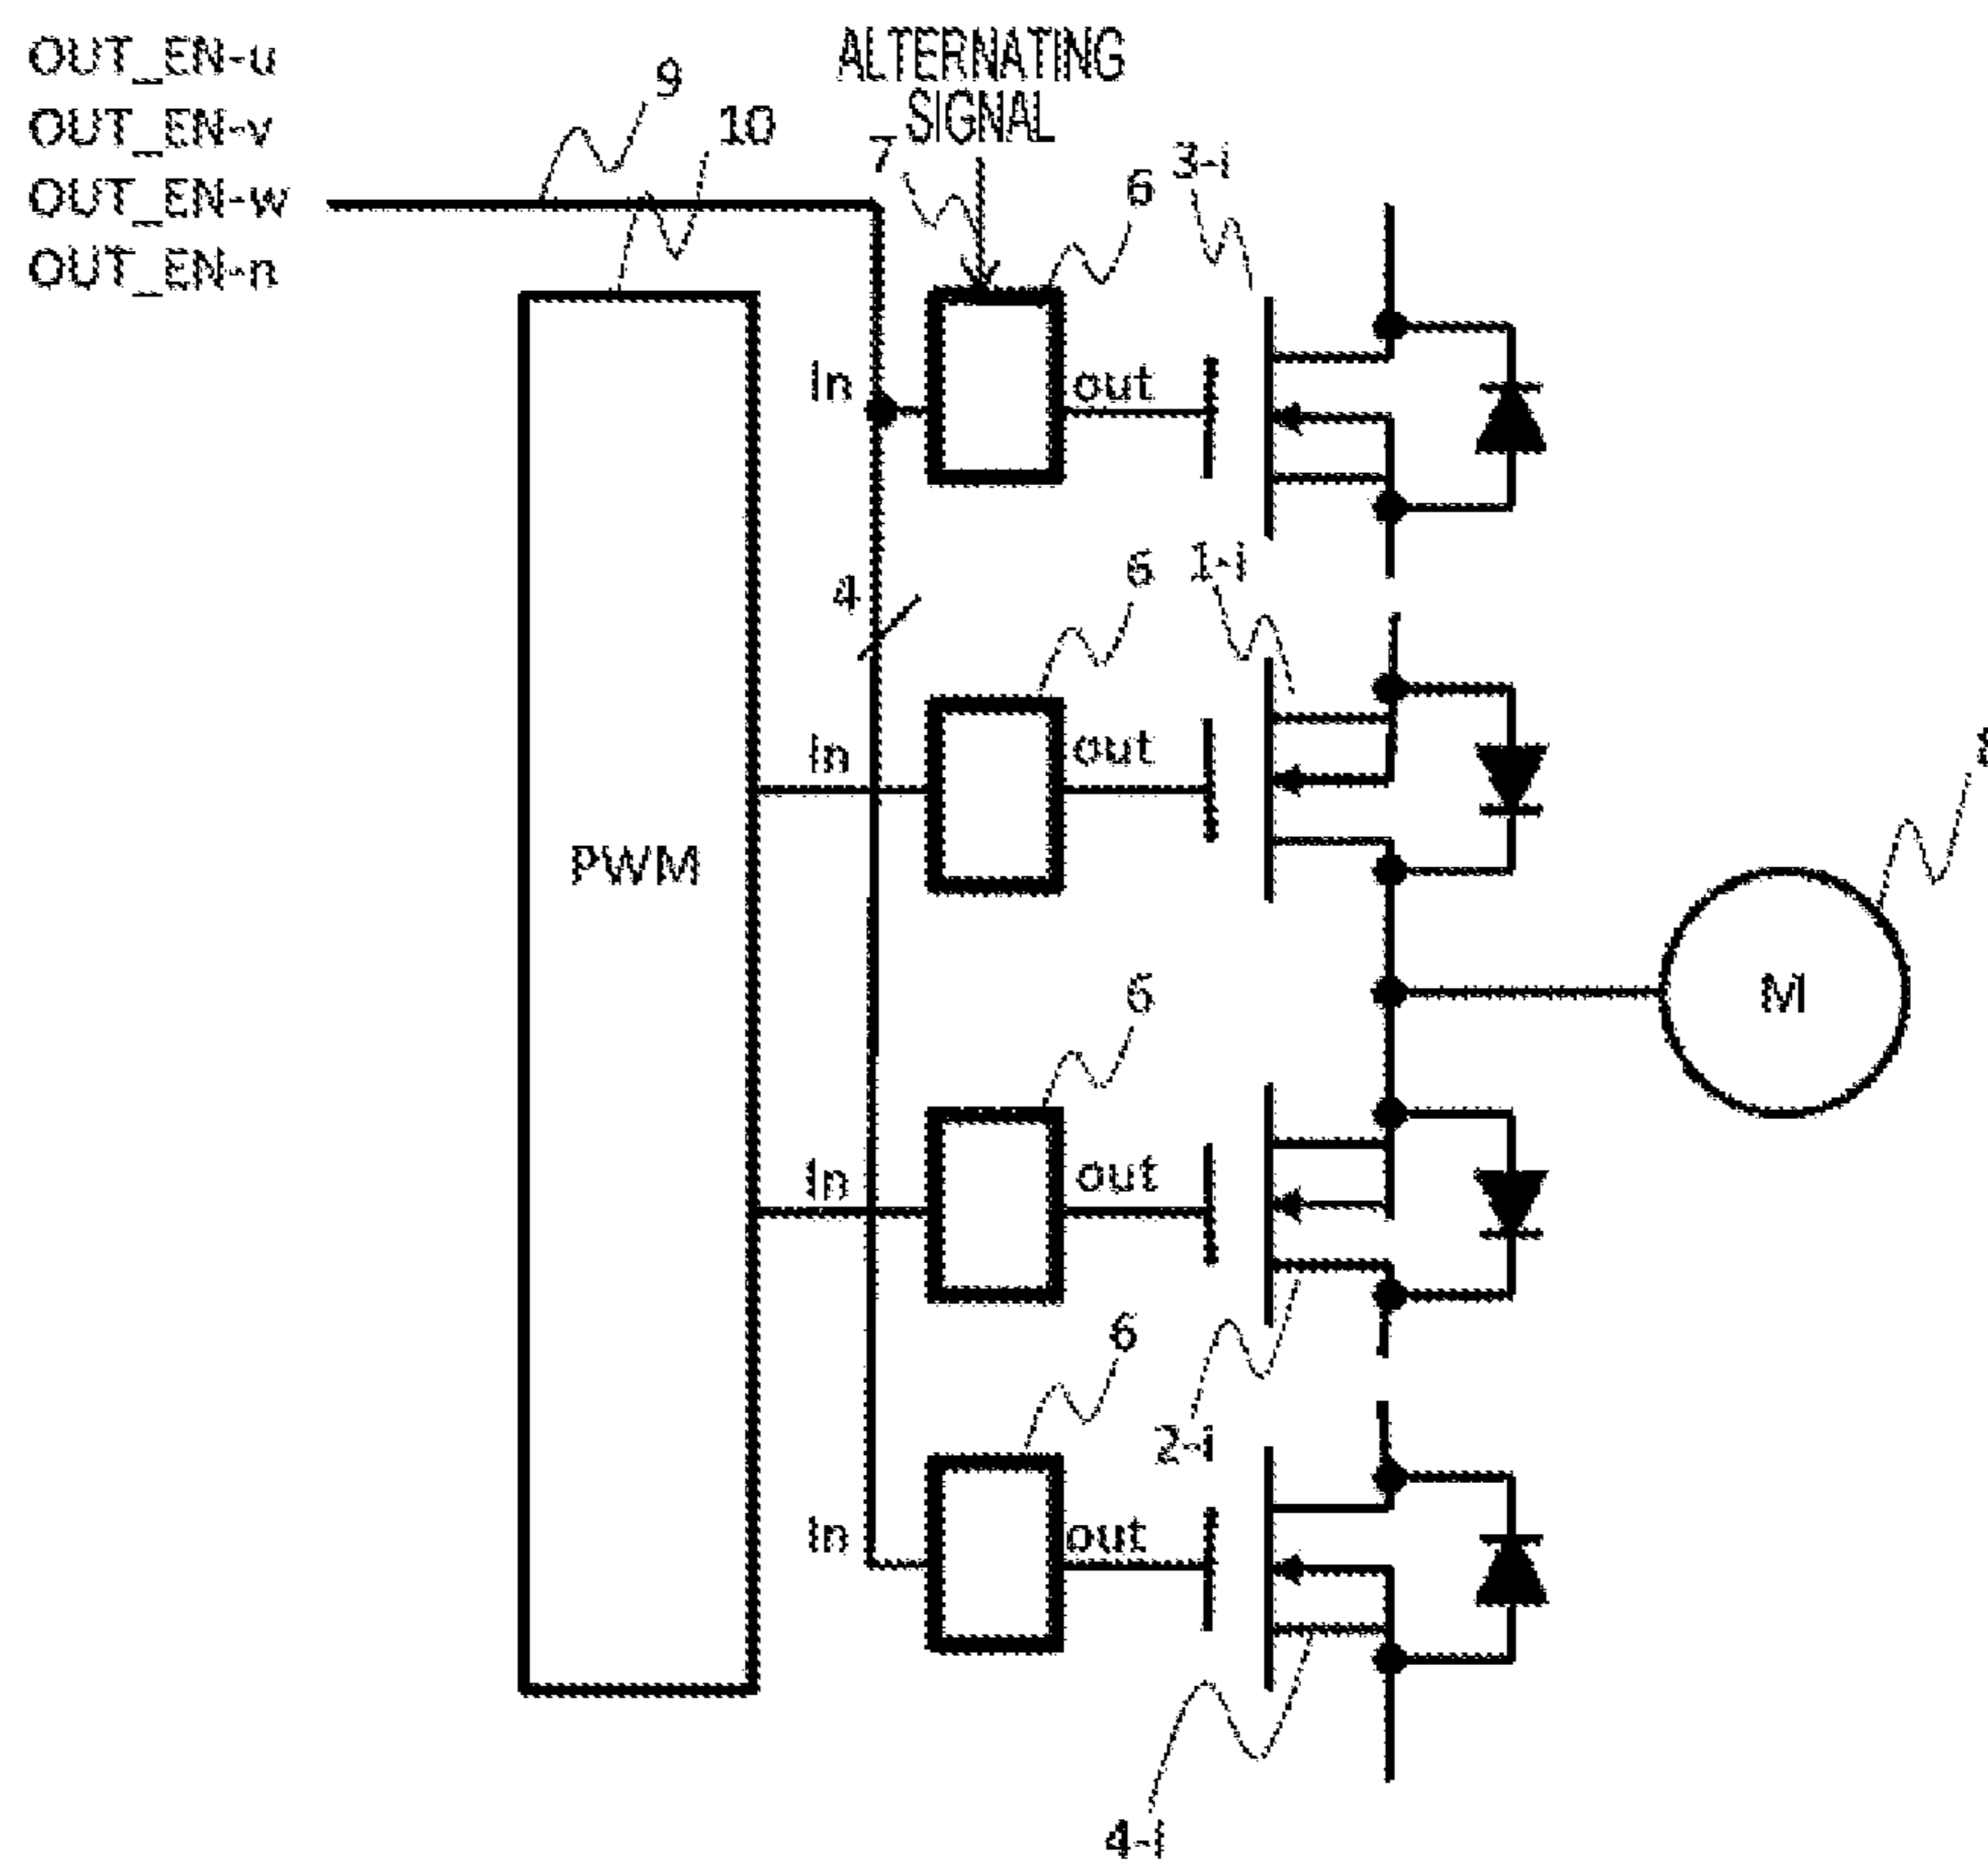 OUT_EN-u
OUT_EN-v
OUT_EN-w
OUT_EN-n
9
10
ALTERNATING
SIGNAL
7
6
3-i
In
out
4
6
1-i
In
out
PWM
6
M
In
out
6
2-i
In
out
4-i